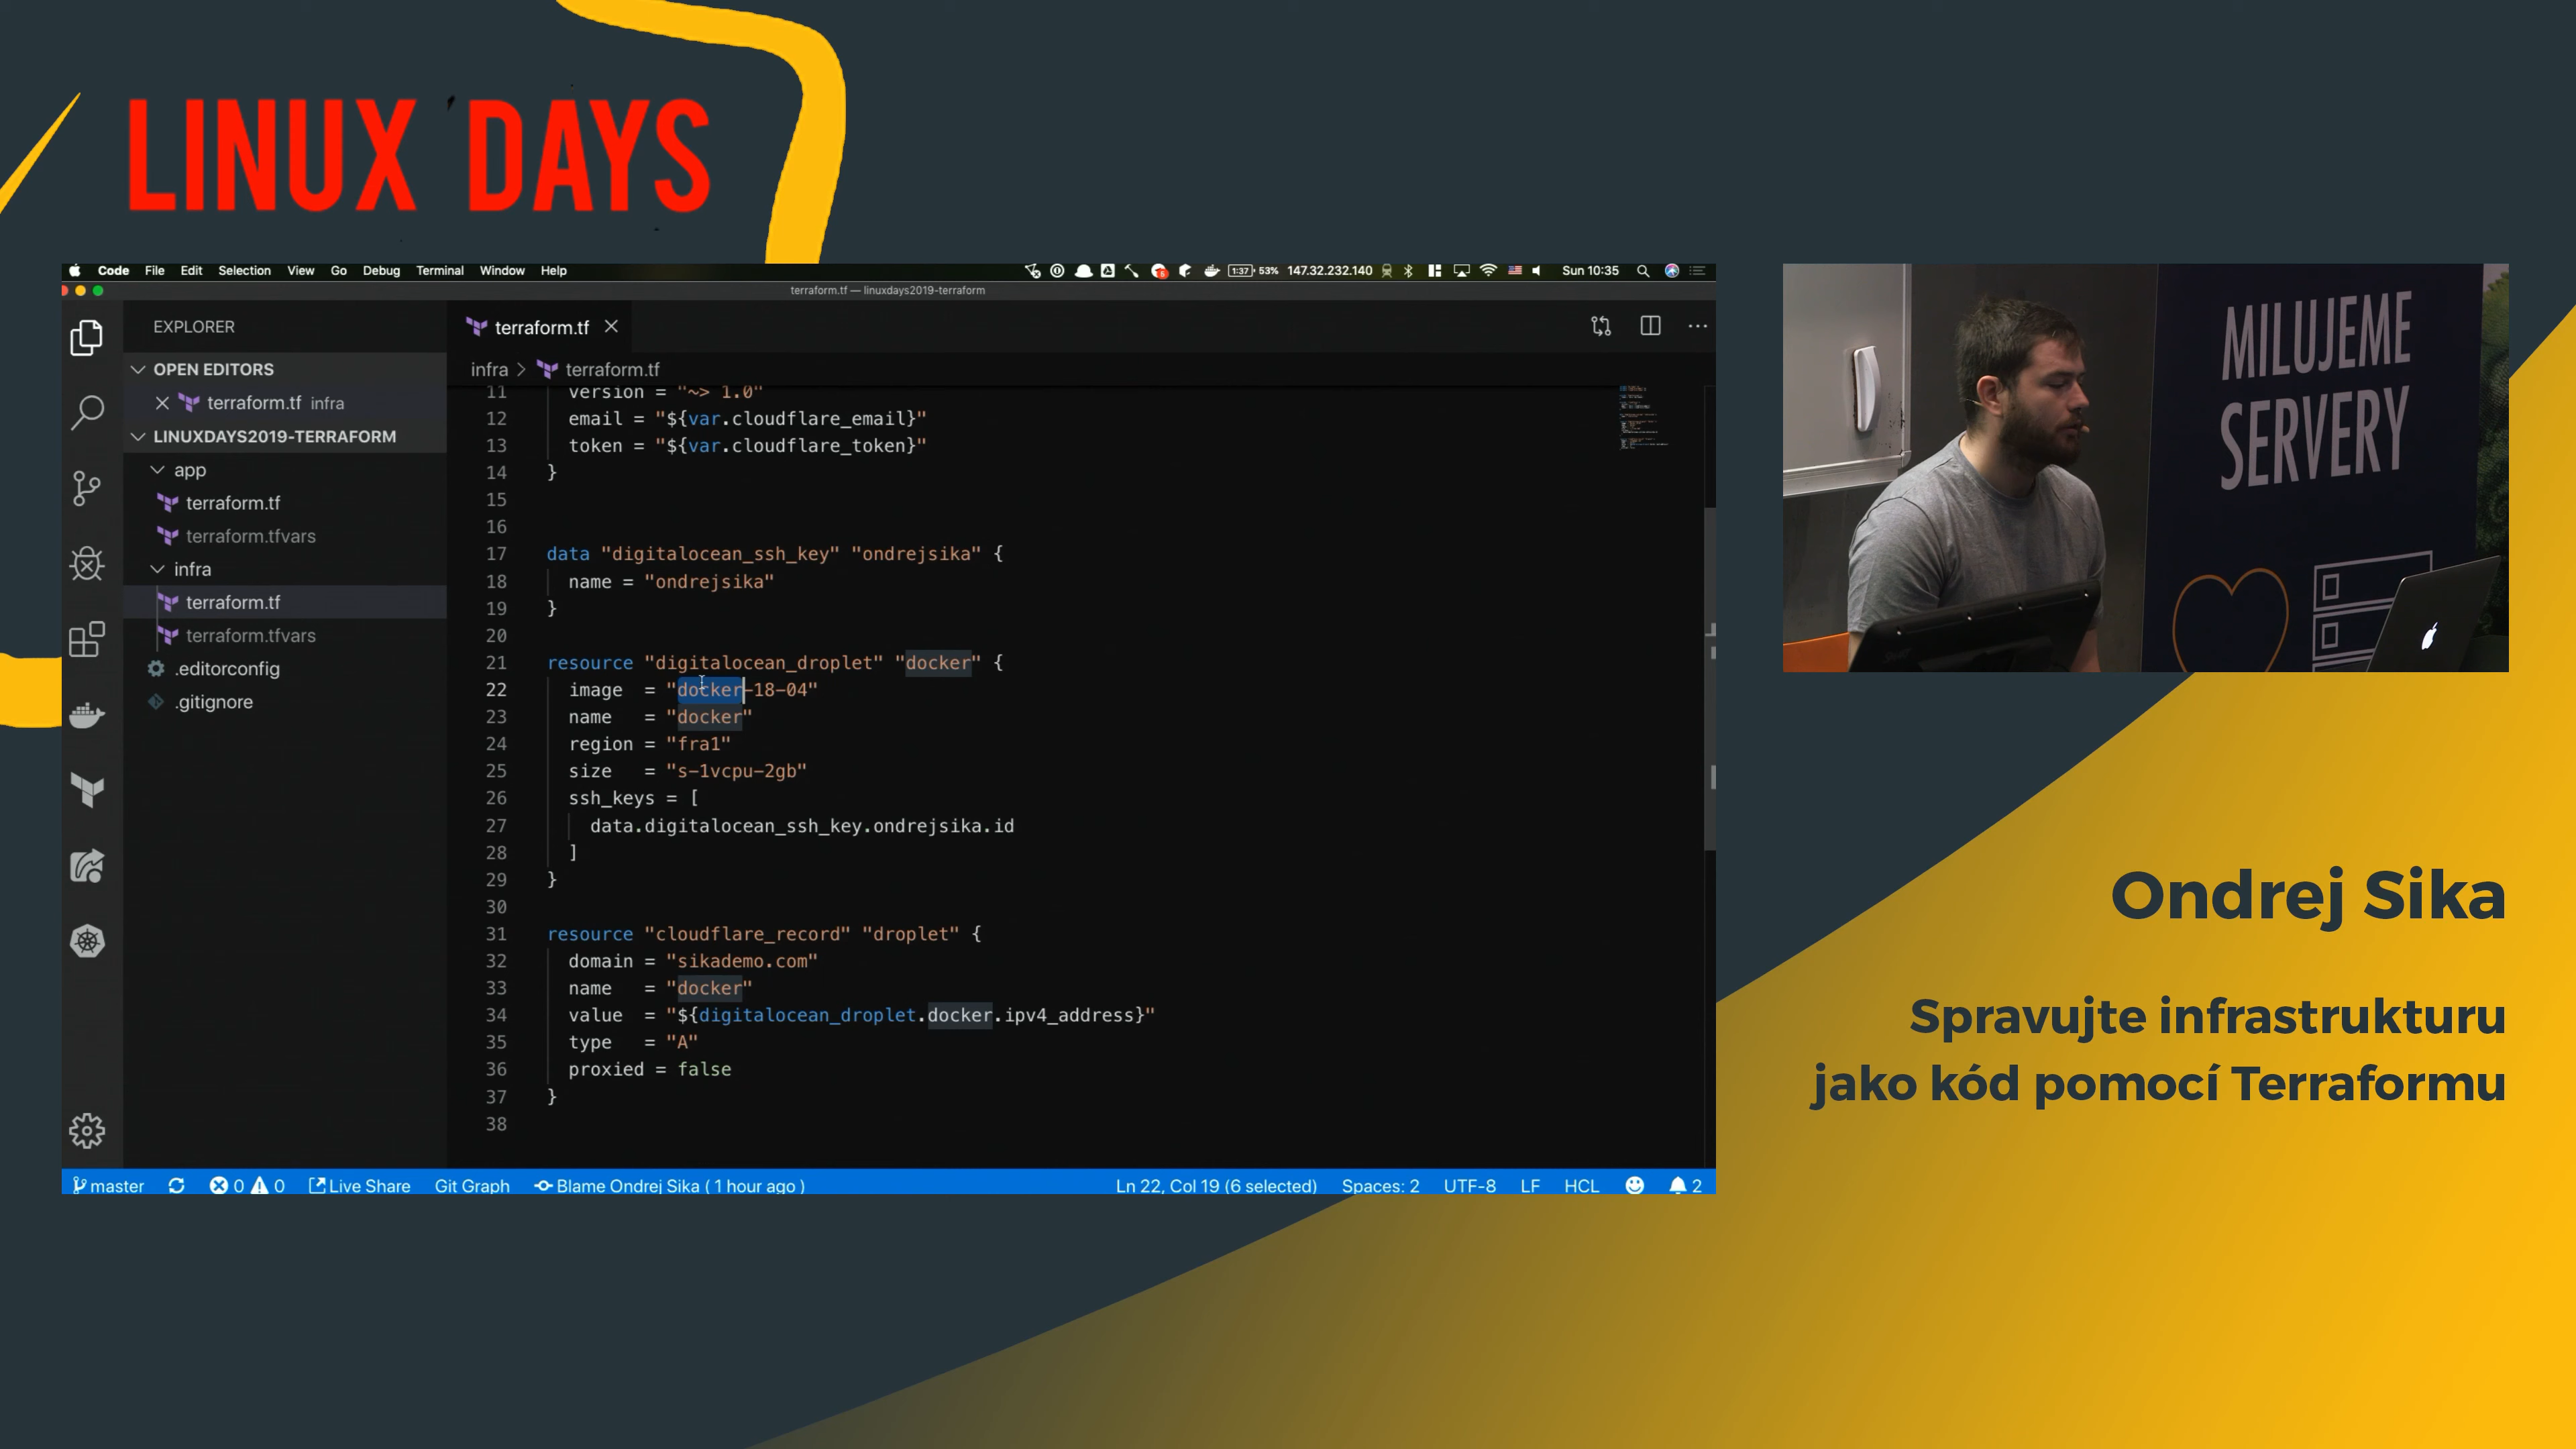 LINUX DAYS
Code File Edit Selection View Go Debug Terminal Window Help
1:37 53% 147.32.232.140 Sun 10:35
terraform.tf — linuxdays2019-terraform
EXPLORER
OPEN EDITORS
terraform.tf infra
LINUXDAYS2019-TERRAFORM
app
terraform.tf
terraform.tfvars
infra
terraform.tf
terraform.tfvars
.editorconfig
.gitignore
terraform.tf
infra > terraform.tf
11 version = "~> 1.0"
12 email = "${var.cloudflare_email}"
13 token = "${var.cloudflare_token}"
14 }
15
16
17 data "digitalocean_ssh_key" "ondrejsika" {
18 name = "ondrejsika"
19 }
20
21 resource "digitalocean_droplet" "docker" {
22 image = "docker-18-04"
23 name = "docker"
24 region = "fra1"
25 size = "s-1vcpu-2gb"
26 ssh_keys = [
27 data.digitalocean_ssh_key.ondrejsika.id
28 ]
29 }
30
31 resource "cloudflare_record" "droplet" {
32 domain = "sikademo.com"
33 name = "docker"
34 value = "${digitalocean_droplet.docker.ipv4_address}"
35 type = "A"
36 proxied = false
37 }
38
master 0 0 Live Share Git Graph Blame Ondrej Sika ( 1 hour ago ) Ln 22, Col 19 (6 selected) Spaces: 2 UTF-8 LF HCL 2
MILUJEME
SERVERY
Ondrej Sika
Spravujte infrastrukturu
jako kód pomocí Terraformu